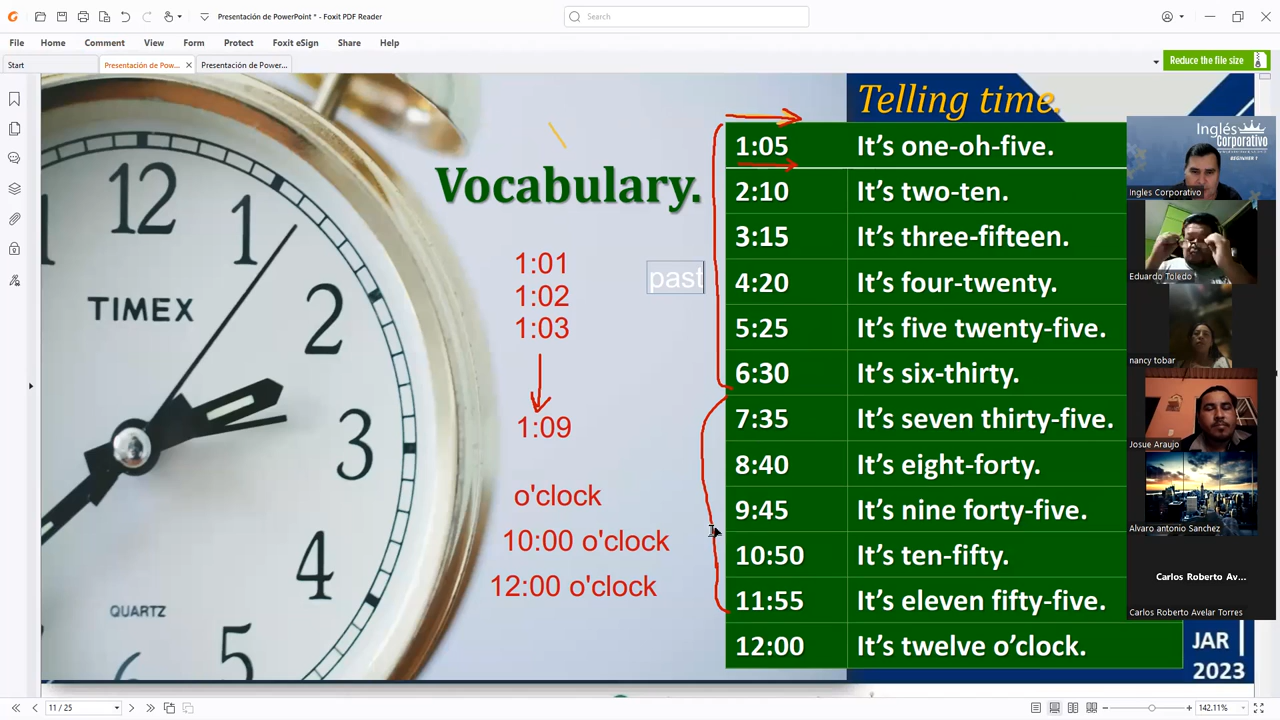 Presentación de PowerPoint * - Foxit PDF Reader
Search
File Home Comment View Form Protect Foxit eSign Share Help
Start
Presentación de Pow...
Presentación de Power...
Reduce the file size
Telling time.
Vocabulary.
1:01
1:02
1:03
1:09
o'clock
10:00 o'clock
12:00 o'clock
past
1:05 It's one-oh-five.
2:10 It's two-ten.
3:15 It's three-fifteen.
4:20 It's four-twenty.
5:25 It's five twenty-five.
6:30 It's six-thirty.
7:35 It's seven thirty-five.
8:40 It's eight-forty.
9:45 It's nine forty-five.
10:50 It's ten-fifty.
11:55 It's eleven fifty-five.
12:00 It's twelve o'clock.
12
1
2
3
4
5
6
TIMEX
QUARTZ
Inglés
Corporativo
BEGINNER 1
Ingles Corporativo
Eduardo Toledo
nancy tobar
Josue Araujo
Alvaro antonio Sanchez
Carlos Roberto Av...
Carlos Roberto Avelar Torres
JAR |
2023
11 / 25
142.11%